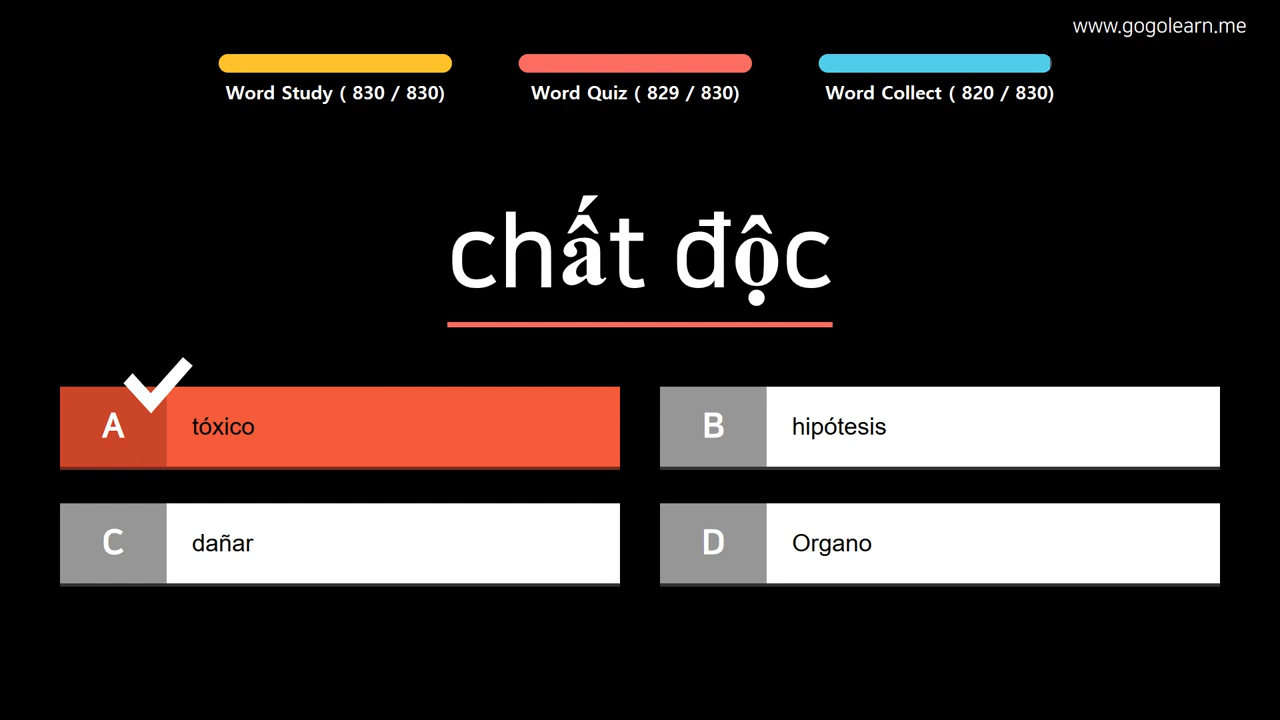 www.gogolearn.me
Word Study ( 830 / 830)
Word Quiz ( 829 / 830)
Word Collect ( 820 / 830)
chất độc
A
tóxico
B
hipótesis
C
dañar
D
Organo